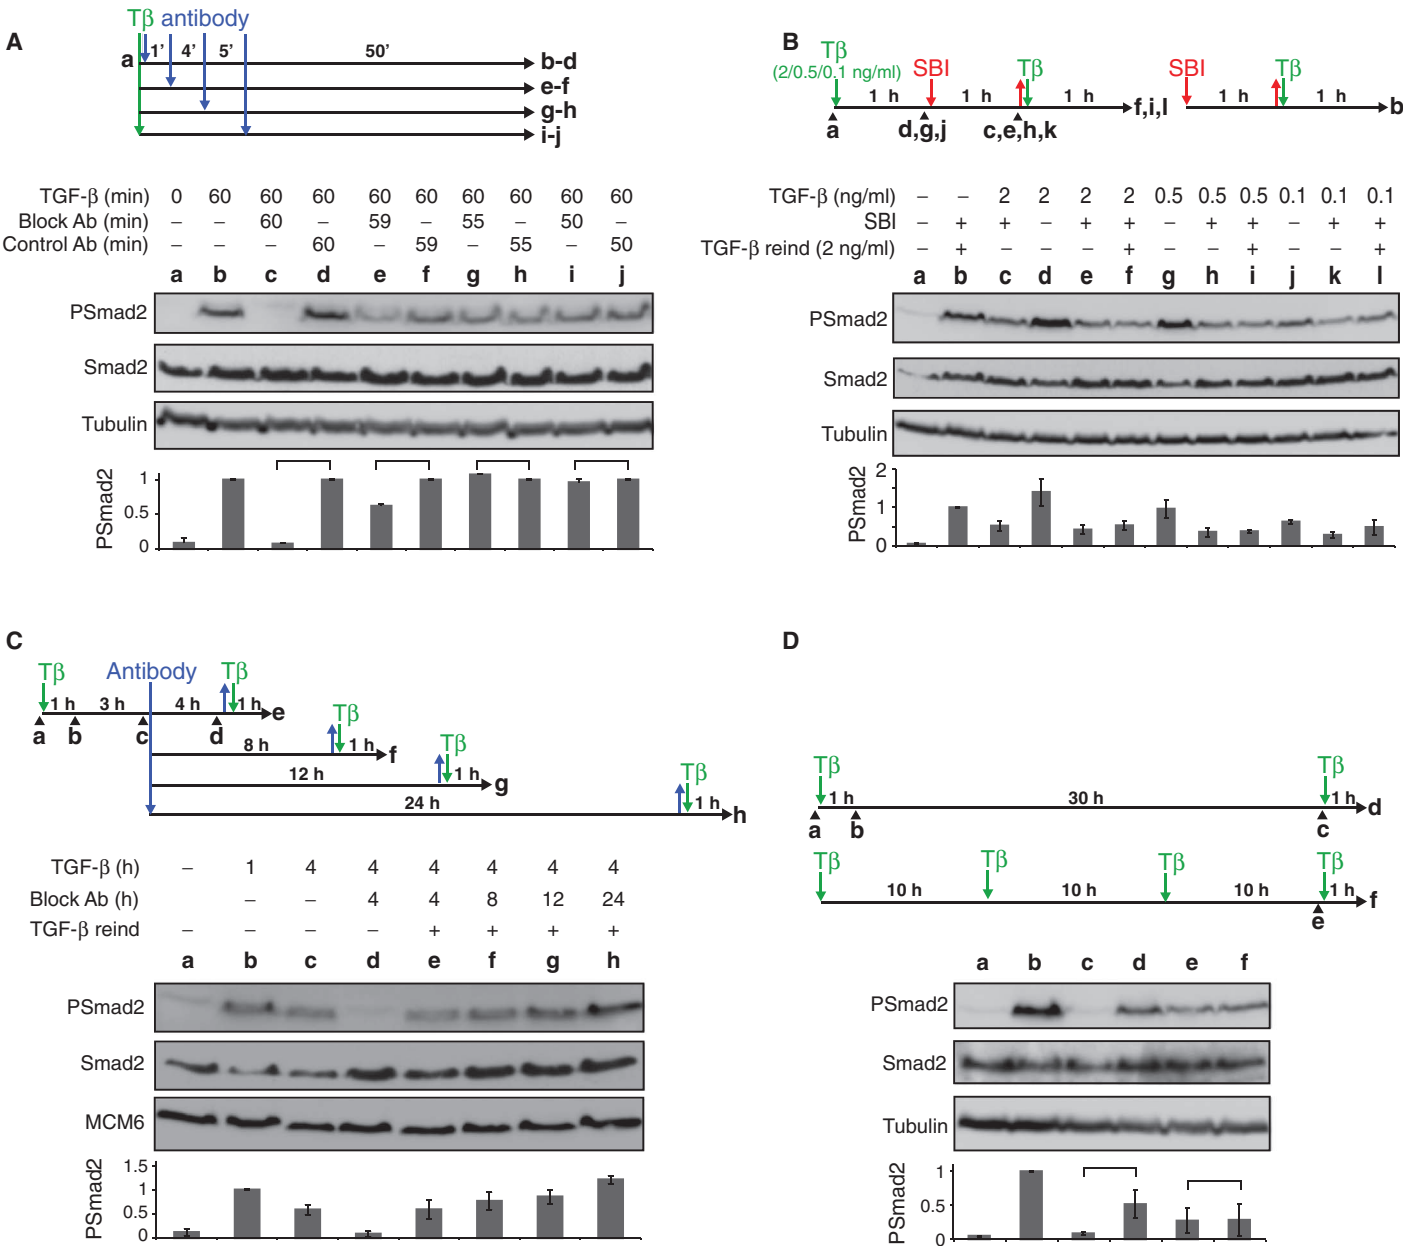 A
Tβ antibody
a 1’ 4’ 5’ 50’ b-d
e-f
g-h
i-j
TGF-β (min) 0 60 60 60 60 60 60 60 60 60
Block Ab (min) – – 60 – 59 – 55 – 50 –
Control Ab (min) – – – 60 – 59 – 55 – 50
a b c d e f g h i j
PSmad2
Smad2
Tubulin
PSmad2
1
0.5
0
B
Tβ
(2/0.5/0.1 ng/ml) SBI Tβ SBI Tβ
1 h 1 h 1 h f,i,l 1 h 1 h b
a d,g,j c,e,h,k
TGF-β (ng/ml) – – 2 2 2 2 0.5 0.5 0.5 0.1 0.1 0.1
SBI – + + – + + – + + – + +
TGF-β reind (2 ng/ml) – + – – – + – – + – – +
a b c d e f g h i j k l
PSmad2
Smad2
Tubulin
PSmad2
2
1
0
C
Tβ Antibody Tβ
1 h 3 h 4 h 1 h e
a b c d
Tβ
8 h 1 h f
Tβ
12 h 1 h g
Tβ
24 h 1 h h
TGF-β (h) – 1 4 4 4 4 4 4
Block Ab (h) – – 4 4 8 12 24
TGF-β reind – – – – + + + +
a b c d e f g h
PSmad2
Smad2
MCM6
PSmad2
1.5
1
0.5
0
D
Tβ Tβ
1 h 30 h 1 h d
a b c
Tβ Tβ Tβ Tβ
10 h 10 h 10 h 1 h f
e
a b c d e f
PSmad2
Smad2
Tubulin
PSmad2
1
0.5
0